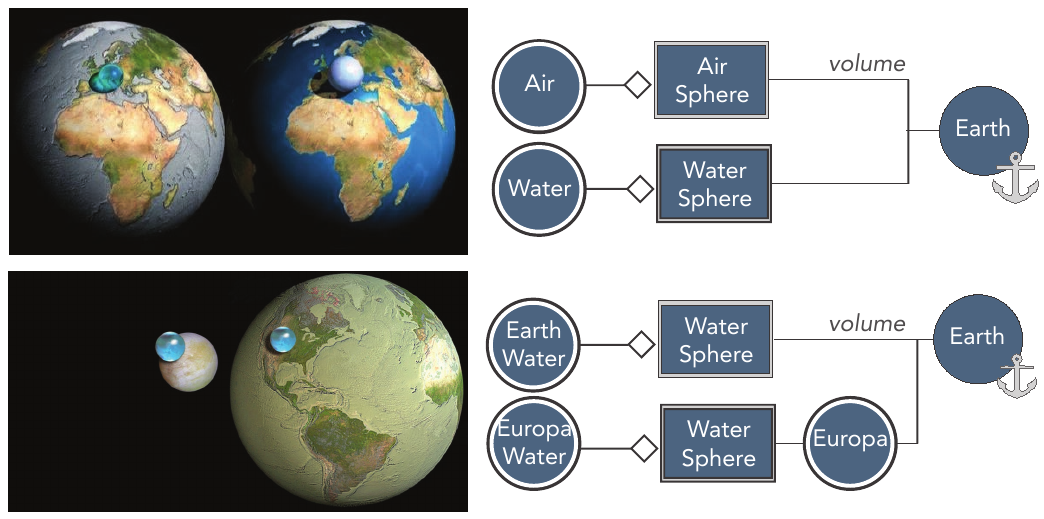 Air
Air
Sphere
volume
Earth
Water
Water
Sphere
Earth
Water
Water
Sphere
volume
Earth
Europa
Water
Water
Sphere
Europa